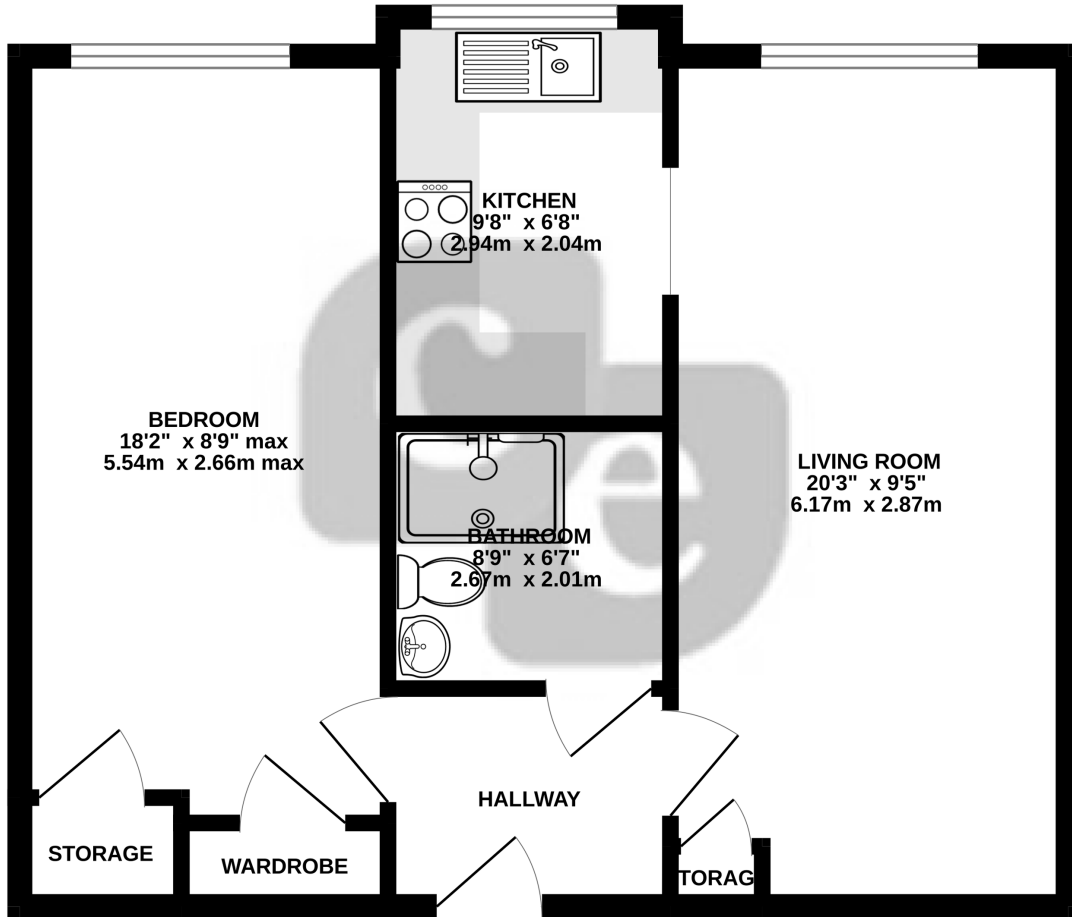 KITCHEN
9'8" x 6'8"
2.94m x 2.04m
BEDROOM
18'2" x 8'9" max
5.54m x 2.66m max
LIVING ROOM
20'3" x 9'5"
6.17m x 2.87m
BATHROOM
8'9" x 6'7"
2.67m x 2.01m
HALLWAY
STORAGE
WARDROBE
TORAG
ce